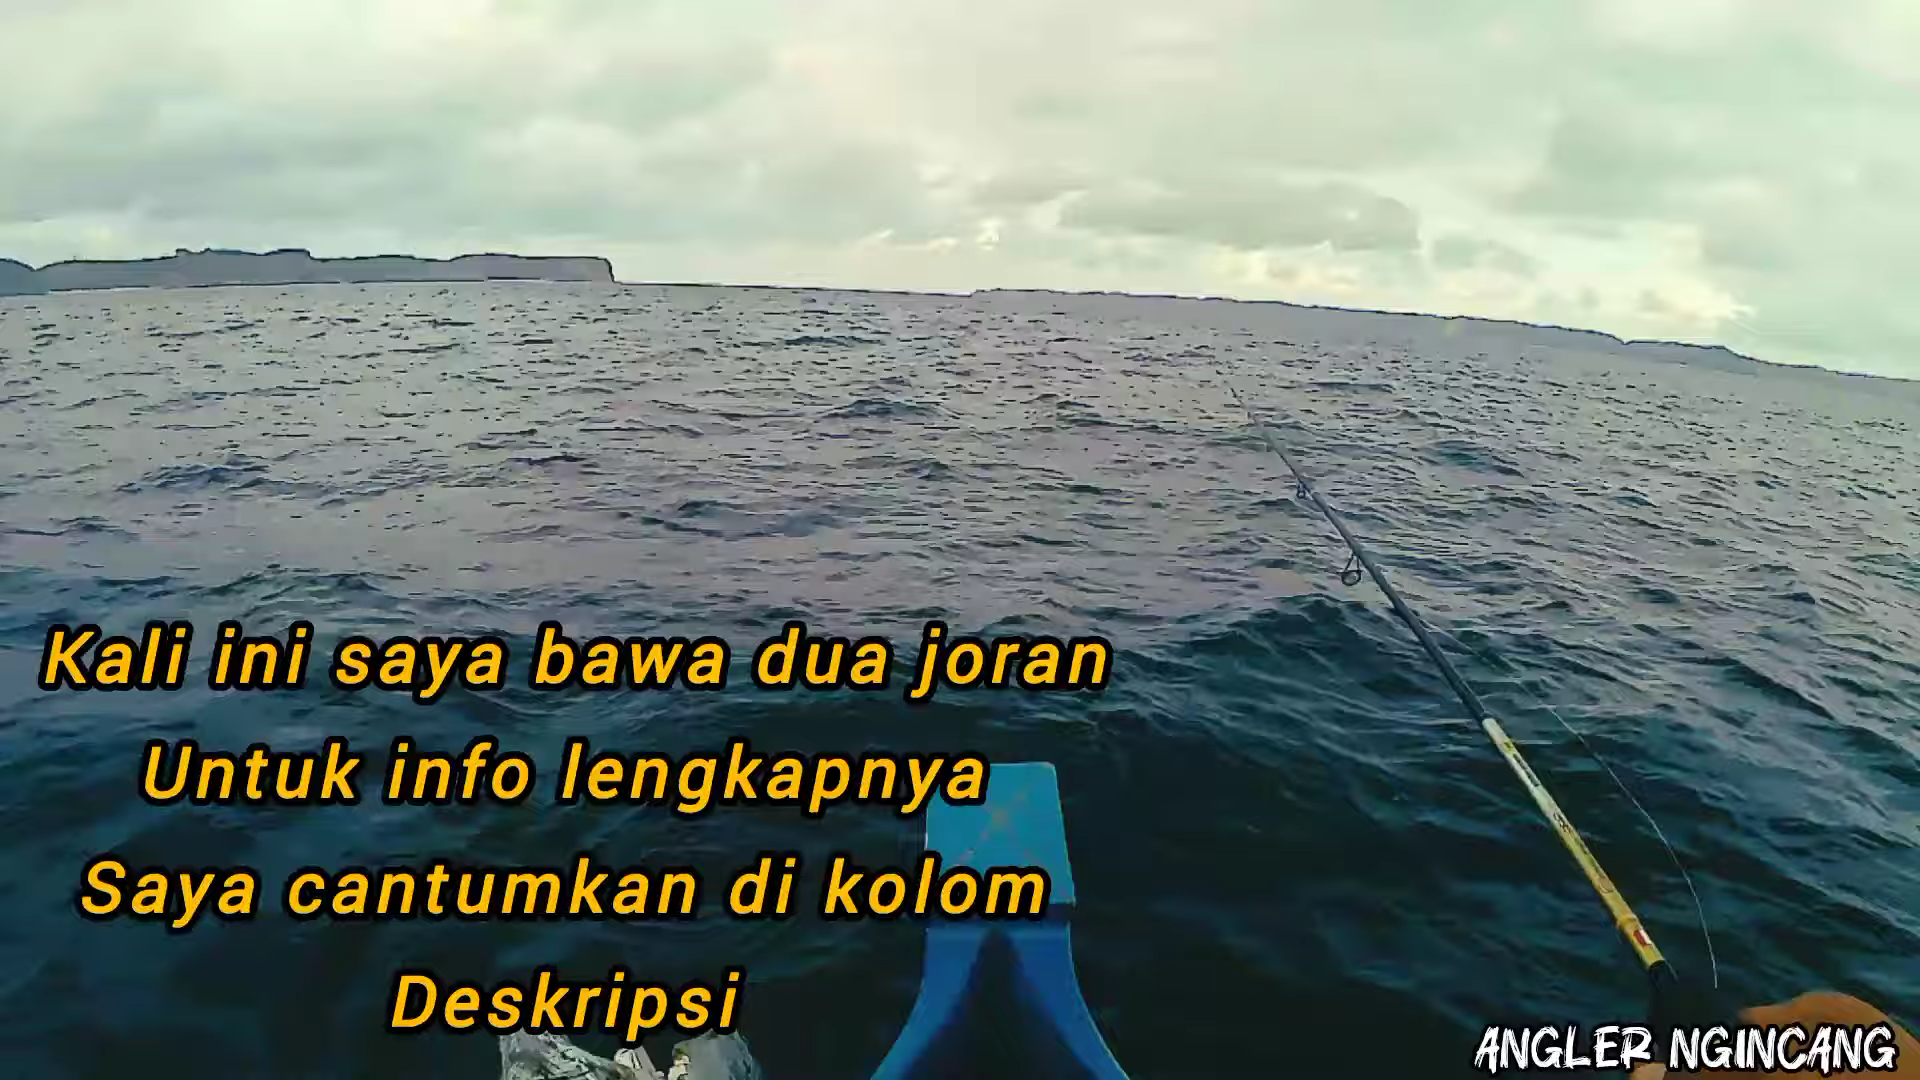 Kali ini saya bawa dua joran
Untuk info lengkapnya
Saya cantumkan di kolom
Deskripsi
ANGLER NGINCANG